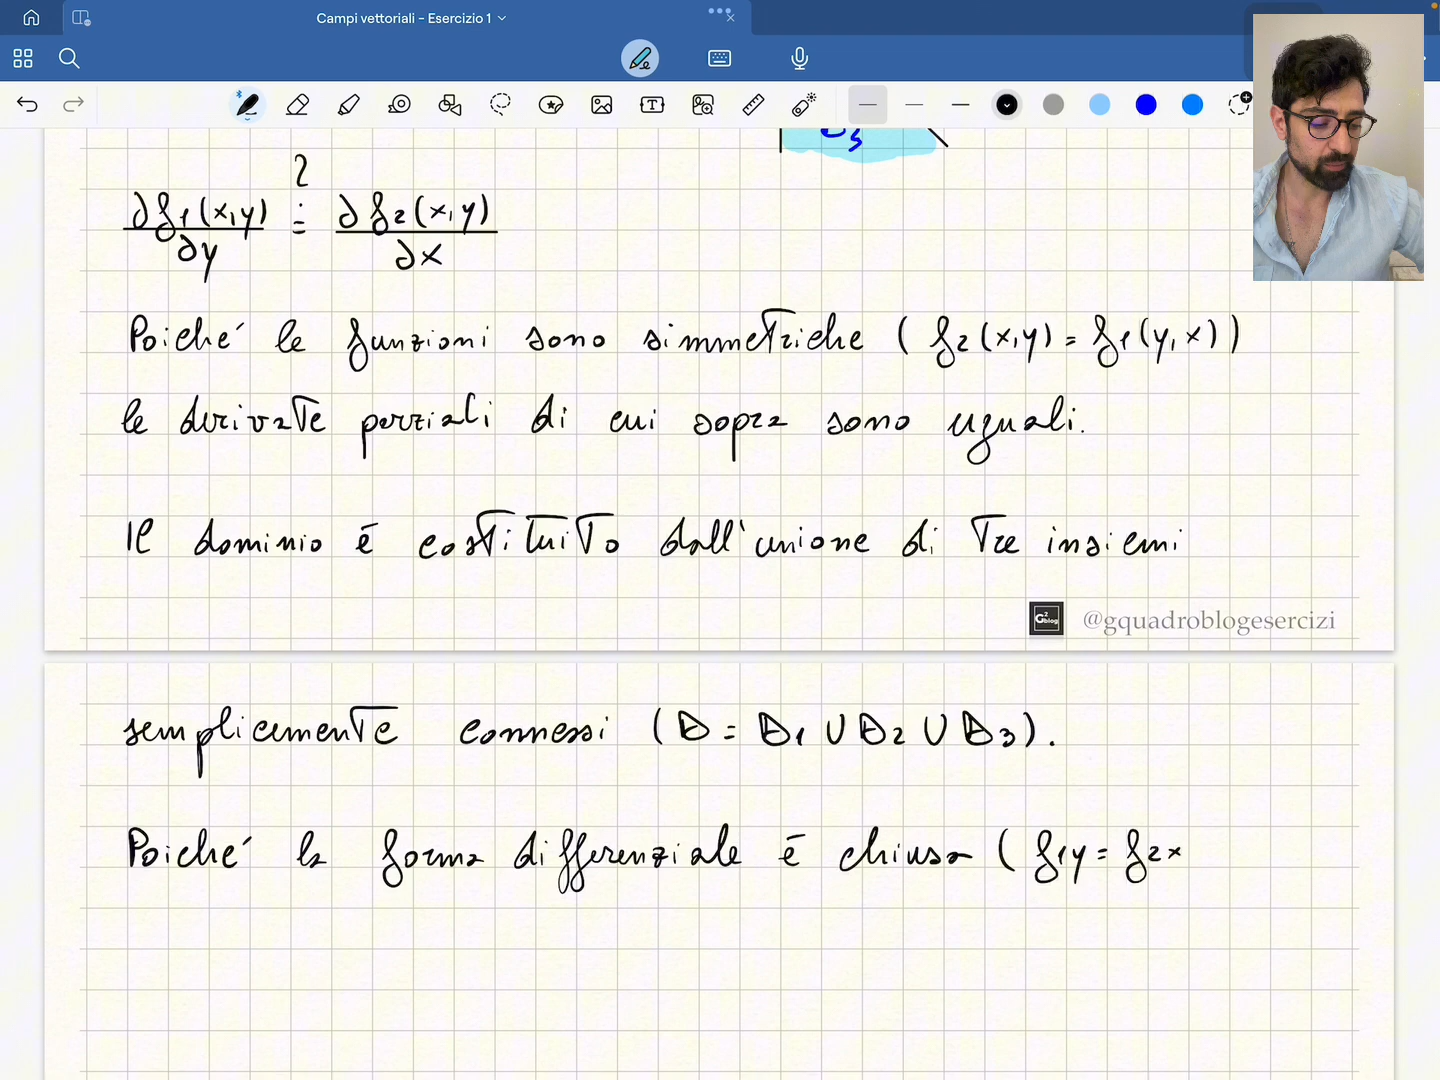 Campi vettoriali - Esercizio 1
?
∂f1(x,y) / ∂y = ∂f2(x,y) / ∂x
Poiché le funzioni sono simmetriche (f2(x,y) = f1(y,x))
le derivate parziali di cui sopra sono uguali.
Il dominio è costituito dall'unione di tre insiemi
G2 blog @gquadroblogesercizi
semplicemente connessi (D = D1 ∪ D2 ∪ D3).
Poiché la forma differenziale è chiusa (f1y = f2x